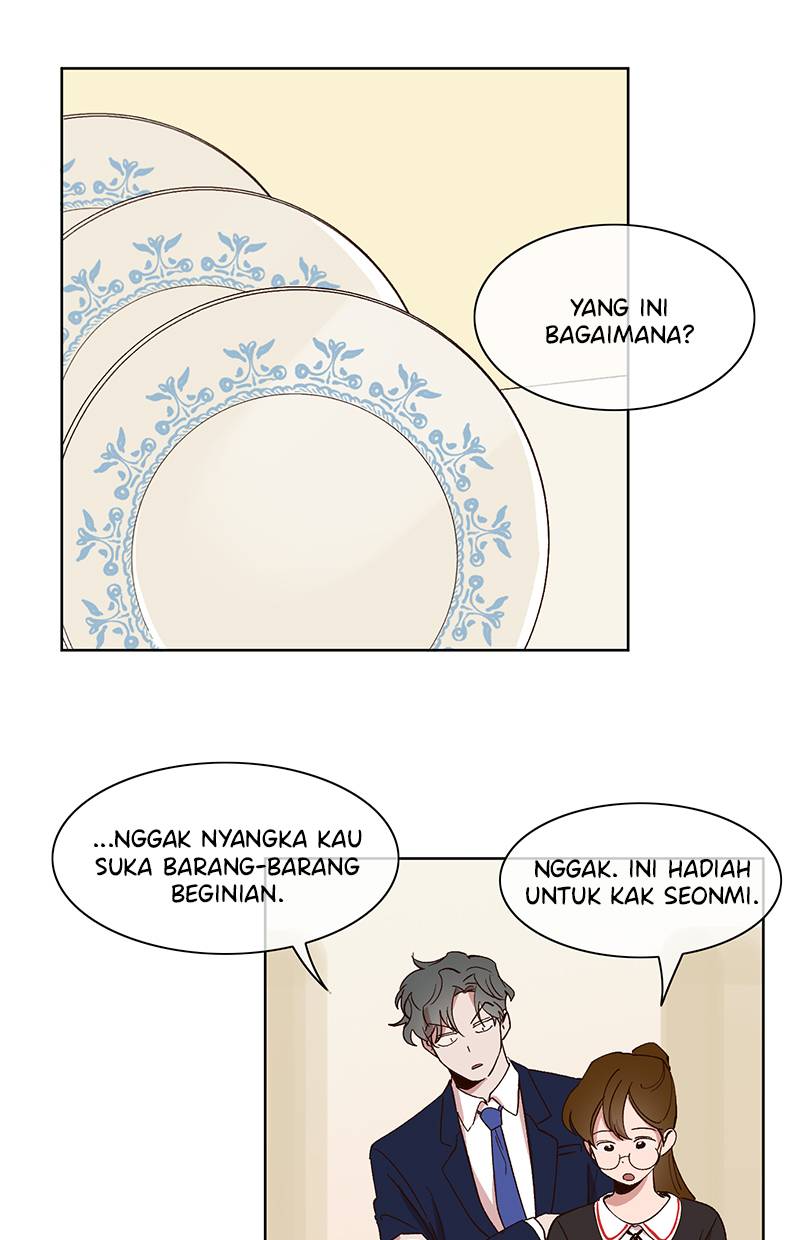 YANG INI
BAGAIMANA?
...NGGAK NYANGKA KAU
SUKA BARANG-BARANG
BEGINIAN.
NGGAK. INI HADIAH
UNTUK KAK SEONMI.